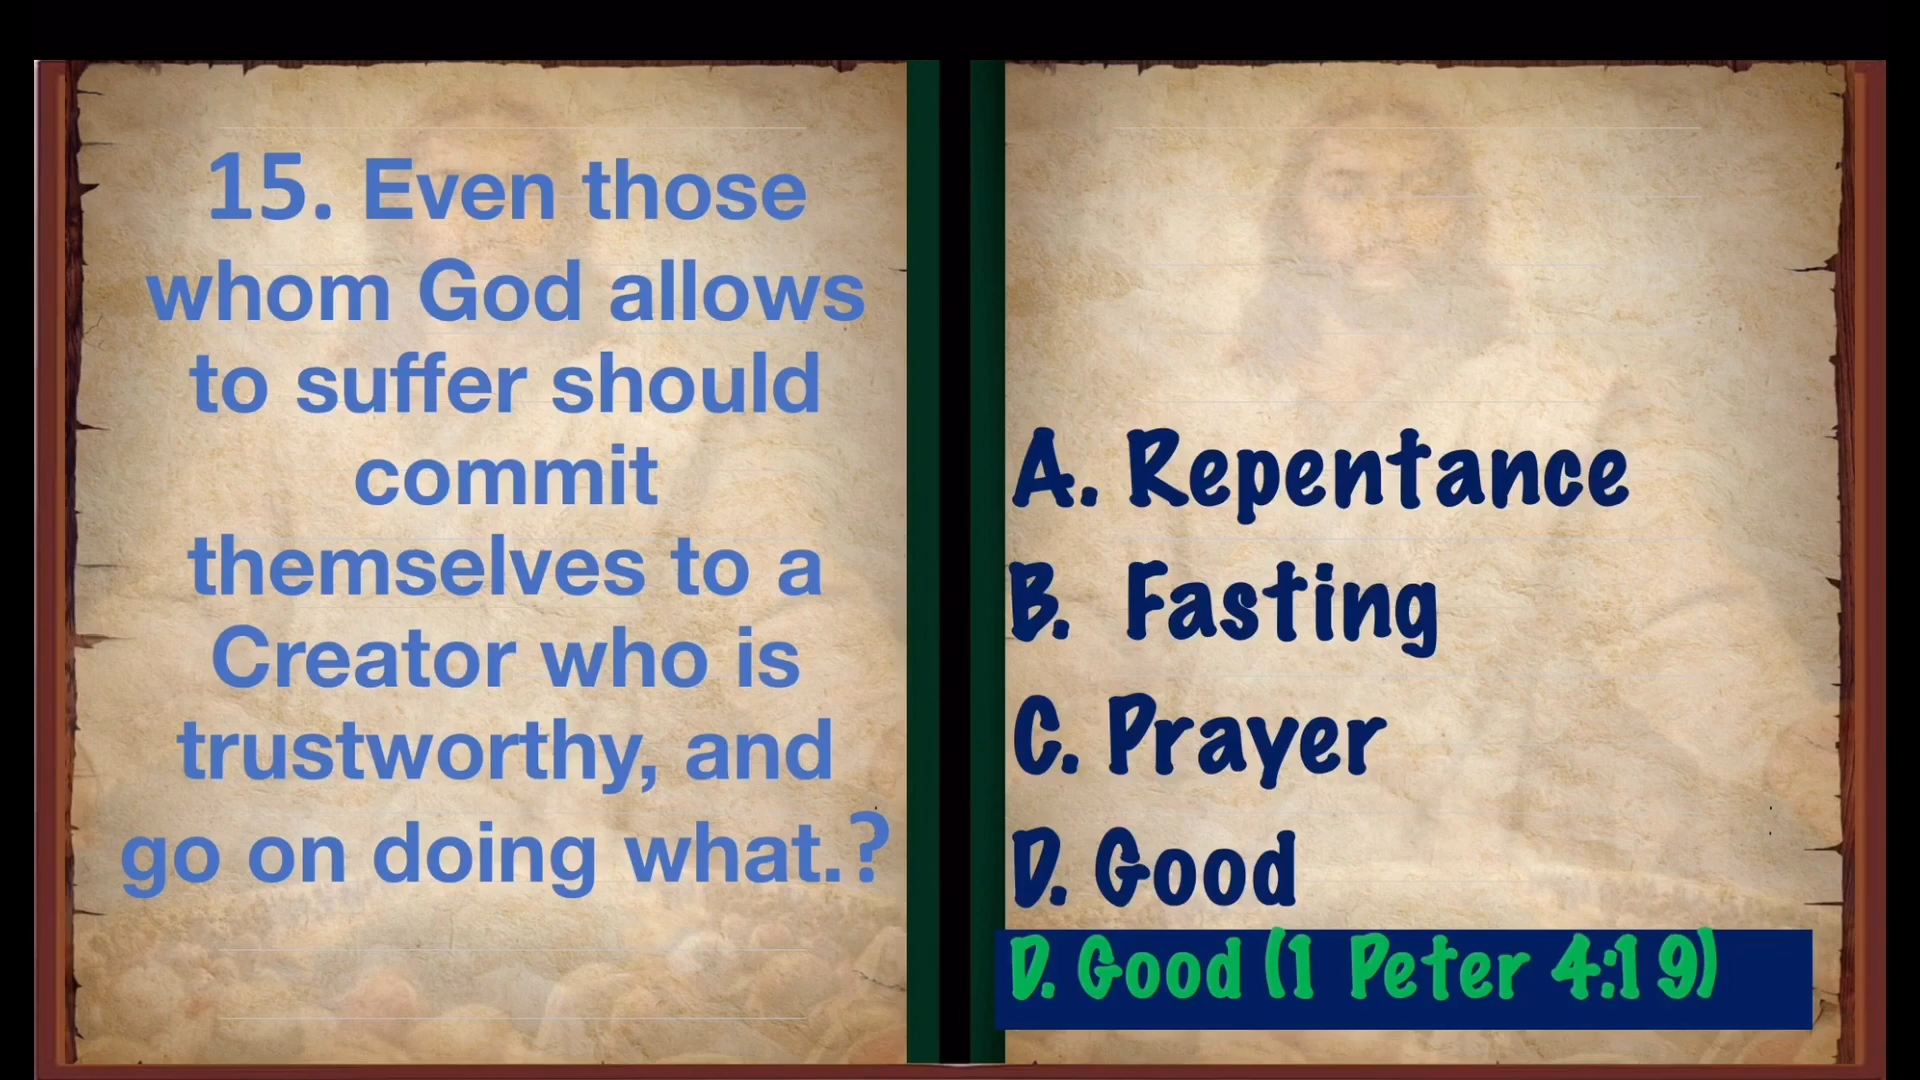 15. Even those
whom God allows
to suffer should
commit
themselves to a
Creator who is
trustworthy, and
go on doing what.?
A. Repentance
B. Fasting
C. Prayer
D. Good
D. Good (1 Peter 4:19)